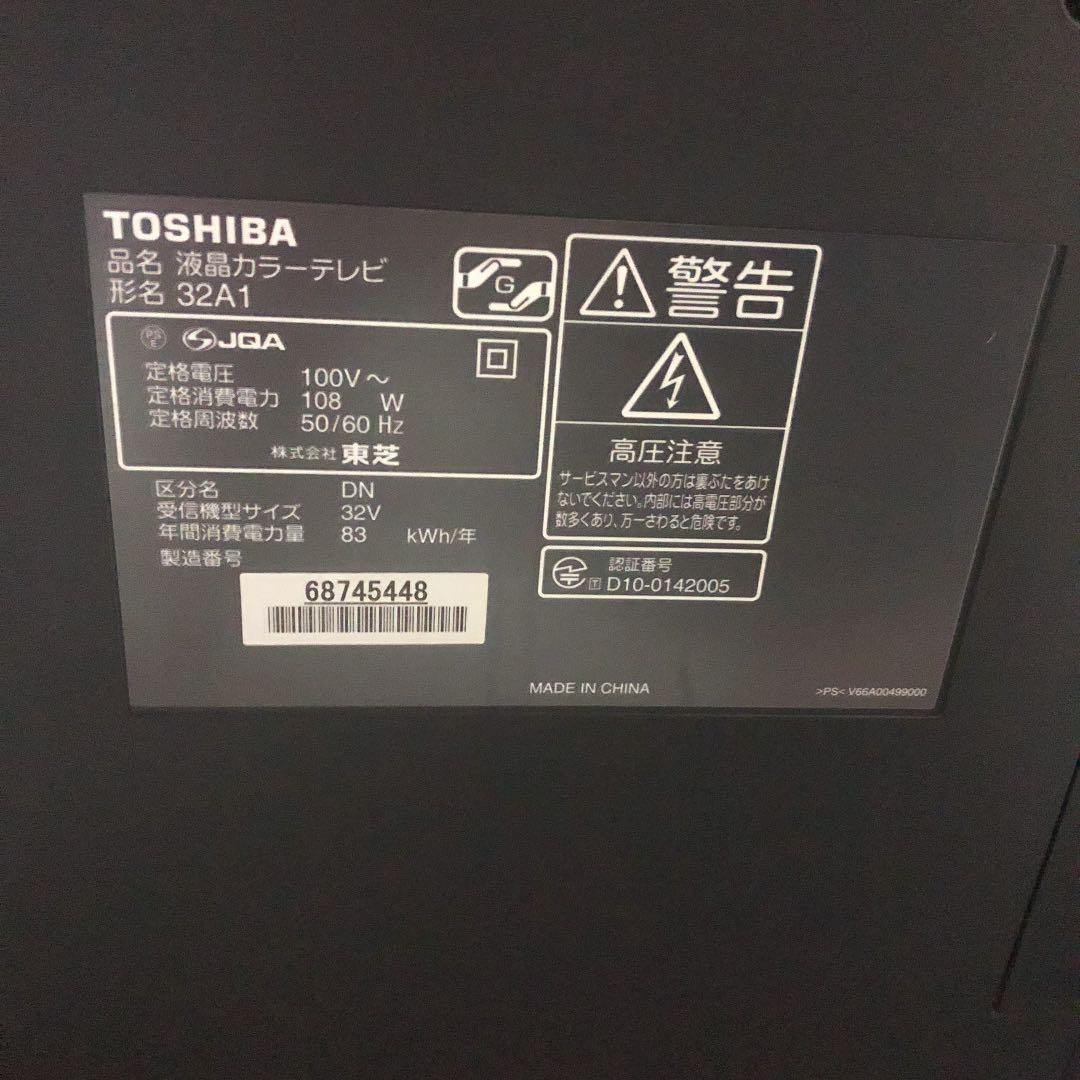 TOSHIBA
品名 液晶カラーテレビ
形名 32A1
G
PS
E
JQA
定格電圧 100V~
定格消費電力 108 W
定格周波数 50/60 Hz
株式会社 東芝
区分名 DN
受信機型サイズ 32V
年間消費電力量 83 kWh/年
製造番号
68745448
警告
高圧注意
サービスマン以外の方は裏ぶたをあけ
ないでください。内部には高電圧部分が
数多くあり、万一さわると危険です。
認証番号
T D10-0142005
MADE IN CHINA
>PS< V66A00499000